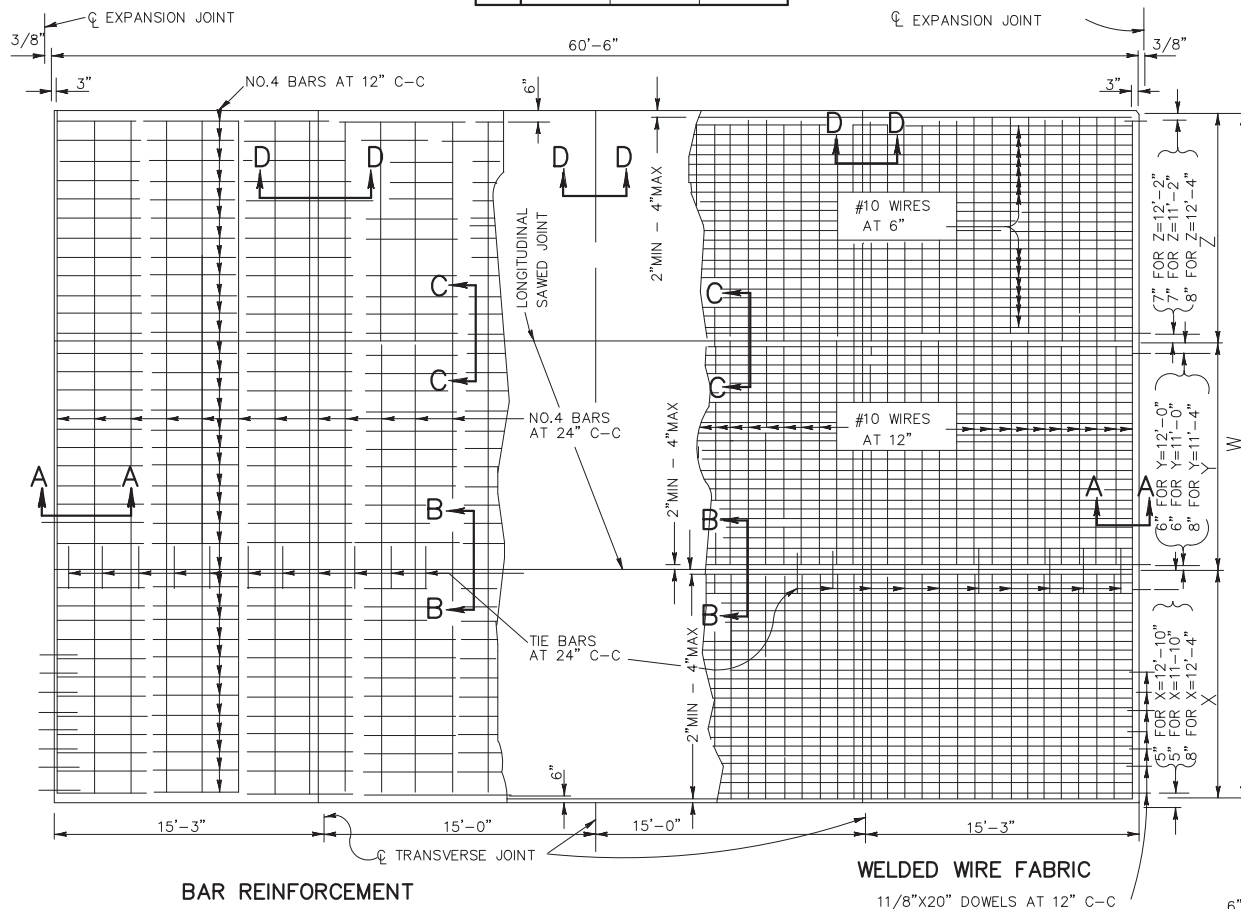 ℄ EXPANSION JOINT
℄ EXPANSION JOINT
3/8"
60'-6"
3/8"
3"
NO.4 BARS AT 12" C-C
6"
3"
D D
D D
D D
2"MIN - 4"MAX
#10 WIRES
AT 6"
LONGITUDINAL
SAWED JOINT
7" FOR Z=12'-2"
7" FOR Z=11'-2"
8" FOR Z=12'-4"
Z
C
C
C
C
NO.4 BARS
AT 24" C-C
2"MIN - 4"MAX
#10 WIRES
AT 12"
6" FOR Y=12'-0"
6" FOR Y=11'-0"
8" FOR Y=11'-4"
Y
W
A A
A A
B
B
B
B
TIE BARS
AT 24" C-C
2"MIN - 4"MAX
5" FOR X=12'-10"
5" FOR X=11-10"
8" FOR X=12'-4"
X
6"
15'-3"
15'-0"
15'-0"
15'-3"
℄ TRANSVERSE JOINT
BAR REINFORCEMENT
WELDED WIRE FABRIC
11/8"X20" DOWELS AT 12" C-C
6"